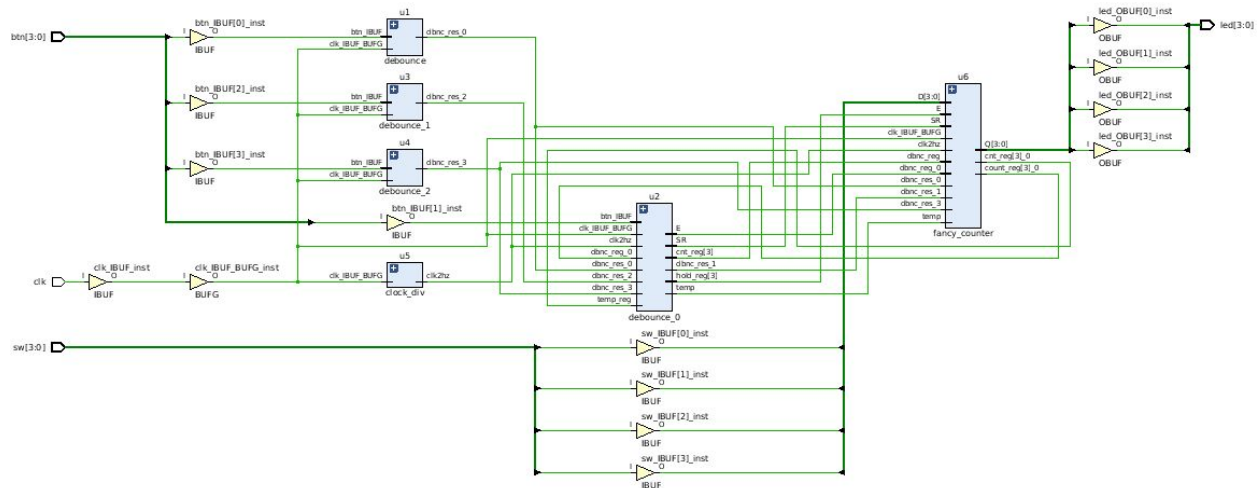 btn[3:0]
btn_IBUF[0]_inst
I
O
IBUF
btn_IBUF[2]_inst
I
O
IBUF
btn_IBUF[3]_inst
I
O
IBUF
btn_IBUF[1]_inst
I
O
IBUF
clk
clk_IBUF_inst
I
O
IBUF
clk_IBUF_BUFG_inst
I
O
BUFG
u1
btn_IBUF
clk_IBUF_BUFG
dbnc_res_0
debounce
u3
btn_IBUF
clk_IBUF_BUFG
dbnc_res_2
debounce_1
u4
btn_IBUF
clk_IBUF_BUFG
dbnc_res_3
debounce_2
u5
clk_IBUF_BUFG
clk2hz
clock_div
u2
btn_IBUF
clk_IBUF_BUFG
clk2hz
dbnc_reg_0
dbnc_res_0
dbnc_res_2
dbnc_res_3
temp_reg
E
SR
cnt_reg[3]
dbnc_res_1
hold_reg[3]
temp
debounce_0
sw[3:0]
sw_IBUF[0]_inst
I
O
IBUF
sw_IBUF[1]_inst
I
O
IBUF
sw_IBUF[2]_inst
I
O
IBUF
sw_IBUF[3]_inst
I
O
IBUF
u6
D[3:0]
E
SR
clk_IBUF_BUFG
clk2hz
dbnc_reg
dbnc_reg_0
dbnc_res_0
dbnc_res_1
dbnc_res_3
temp
Q[3:0]
cnt_reg[3]_0
count_reg[3]_0
fancy_counter
led_OBUF[0]_inst
I
O
OBUF
led_OBUF[1]_inst
I
O
OBUF
led_OBUF[2]_inst
I
O
OBUF
led_OBUF[3]_inst
I
O
OBUF
led[3:0]